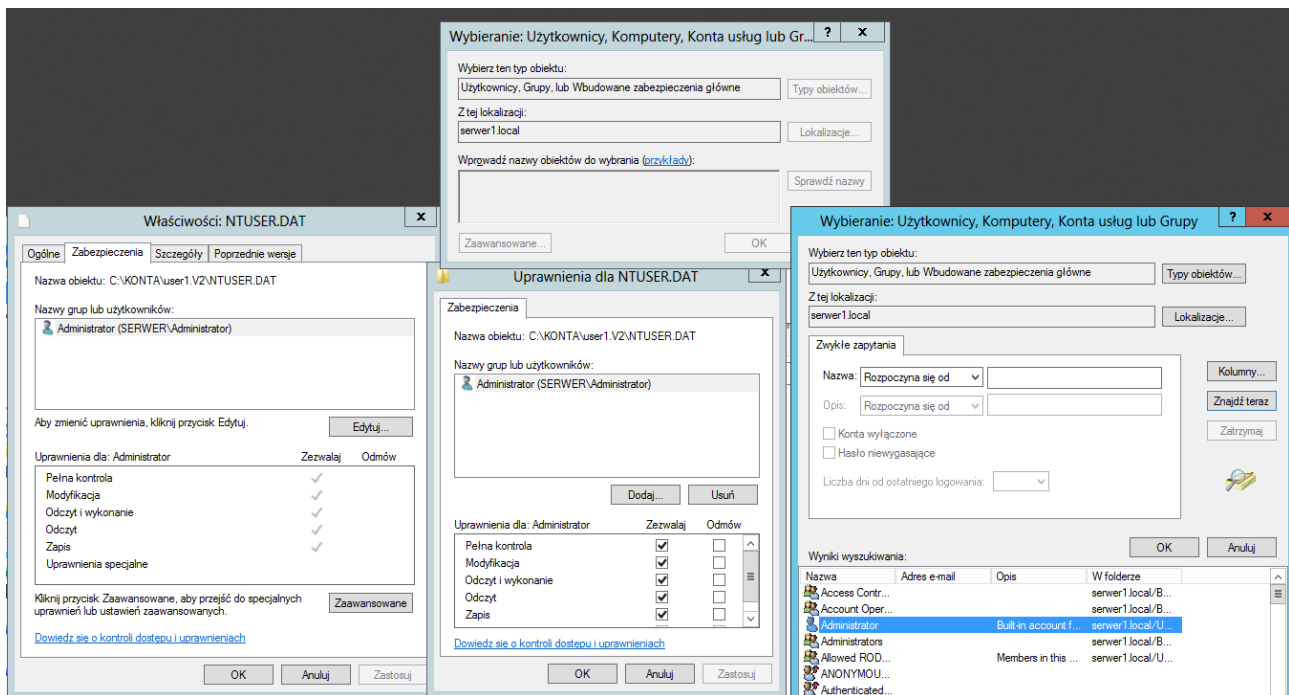 Wybieranie: Użytkownicy, Komputery, Konta usług lub Gr...
? x
Wybierz ten typ obiektu:
Użytkownicy, Grupy, lub Wbudowane zabezpieczenia główne
Typy obiektów...
Z tej lokalizacji:
serwer1.local
Lokalizacje...
Wprowadź nazwy obiektów do wybrania (przykłady):
Sprawdź nazwy
Zaawansowane...
OK
Właściwości: NTUSER.DAT
x
Ogólne Zabezpieczenia Szczegóły Poprzednie wersje
Nazwa obiektu: C:\KONTA\user1.V2\NTUSER.DAT
Nazwy grup lub użytkowników:
Administrator (SERWER\Administrator)
Aby zmienić uprawnienia, kliknij przycisk Edytuj.
Edytuj...
Uprawnienia dla: Administrator Zezwalaj Odmów
Pełna kontrola
Modyfikacja
Odczyt i wykonanie
Odczyt
Zapis
Uprawnienia specjalne
Kliknij przycisk Zaawansowane, aby przejść do specjalnych
uprawnień lub ustawień zaawansowanych.
Zaawansowane
Dowiedz się o kontroli dostępu i uprawnieniach
OK Anuluj Zastosuj
Uprawnienia dla NTUSER.DAT
x
Zabezpieczenia
Nazwa obiektu: C:\KONTA\user1.V2\NTUSER.DAT
Nazwy grup lub użytkowników:
Administrator (SERWER\Administrator)
Dodaj... Usuń
Uprawnienia dla: Administrator Zezwalaj Odmów
Pełna kontrola
Modyfikacja
Odczyt i wykonanie
Odczyt
Zapis
Dowiedz się o kontroli dostępu i uprawnieniach
OK Anuluj Zastosuj
Wybieranie: Użytkownicy, Komputery, Konta usług lub Grupy
? x
Wybierz ten typ obiektu:
Użytkownicy, Grupy, lub Wbudowane zabezpieczenia główne
Typy obiektów...
Z tej lokalizacji:
serwer1.local
Lokalizacje...
Zwykłe zapytania
Nazwa: Rozpoczyna się od
Kolumny...
Opis: Rozpoczyna się od
Znajdź teraz
Konta wyłączone
Zatrzymaj
Hasło niewygasające
Liczba dni od ostatniego logowania:
OK Anuluj
Wyniki wyszukiwania:
Nazwa Adres e-mail Opis W folderze
Access Contr... serwer1.local/B...
Account Oper... serwer1.local/B...
Administrator Built-in account f... serwer1.local/U...
Administrators serwer1.local/B...
Allowed ROD... Members in this ... serwer1.local/U...
ANONYMOU...
Authenticated...